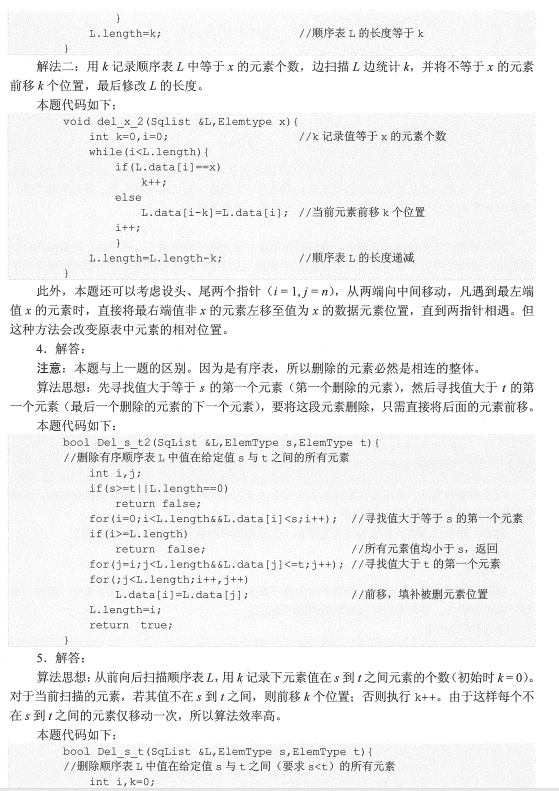 }
L.length=k; //顺序表 L 的长度等于 k
}
解法二：用 k 记录顺序表 L 中等于 x 的元素个数，边扫描 L 边统计 k，并将不等于 x 的元素
前移 k 个位置，最后修改 L 的长度。
本题代码如下：
void del_x_2(Sqlist &L,Elemtype x){
int k=0,i=0; //k 记录值等于 x 的元素个数
while(i<L.length){
if(L.data[i]==x)
k++;
else
L.data[i-k]=L.data[i]; //当前元素前移 k 个位置
i++;
}
L.length=L.length-k; //顺序表 L 的长度递减
}
此外，本题还可以考虑设头、尾两个指针（i = 1, j = n），从两端向中间移动，凡遇到最左端
值 x 的元素时，直接将最右端值非 x 的元素左移至值为 x 的数据元素位置，直到两指针相遇。但
这种方法会改变原表中元素的相对位置。
4．解答：
注意：本题与上一题的区别。因为是有序表，所以删除的元素必然是相连的整体。
算法思想：先寻找值大于等于 s 的第一个元素（第一个删除的元素），然后寻找值大于 t 的第
一个元素（最后一个删除的元素的下一个元素），要将这段元素删除，只需直接将后面的元素前移。
本题代码如下：
bool Del_s_t2(SqList &L,ElemType s,ElemType t){
//删除有序顺序表 L 中值在给定值 s 与 t 之间的所有元素
int i,j;
if(s>=t||L.length==0)
return false;
for(i=0;i<L.length&&L.data[i]<s;i++); //寻找值大于等于 s 的第一个元素
if(i>=L.length)
return false; //所有元素值均小于 s，返回
for(j=i;j<L.length&&L.data[j]<=t;j++); //寻找值大于 t 的第一个元素
for(;j<L.length;i++,j++)
L.data[i]=L.data[j]; //前移，填补被删元素位置
L.length=i;
return true;
}
5．解答：
算法思想：从前向后扫描顺序表 L，用 k 记录下元素值在 s 到 t 之间元素的个数（初始时 k = 0）。
对于当前扫描的元素，若其值不在 s 到 t 之间，则前移 k 个位置；否则执行 k++。由于这样每个不
在 s 到 t 之间的元素仅移动一次，所以算法效率高。
本题代码如下：
bool Del_s_t(SqList &L,ElemType s,ElemType t){
//删除顺序表 L 中值在给定值 s 与 t 之间（要求 s<t）的所有元素
int i,k=0;